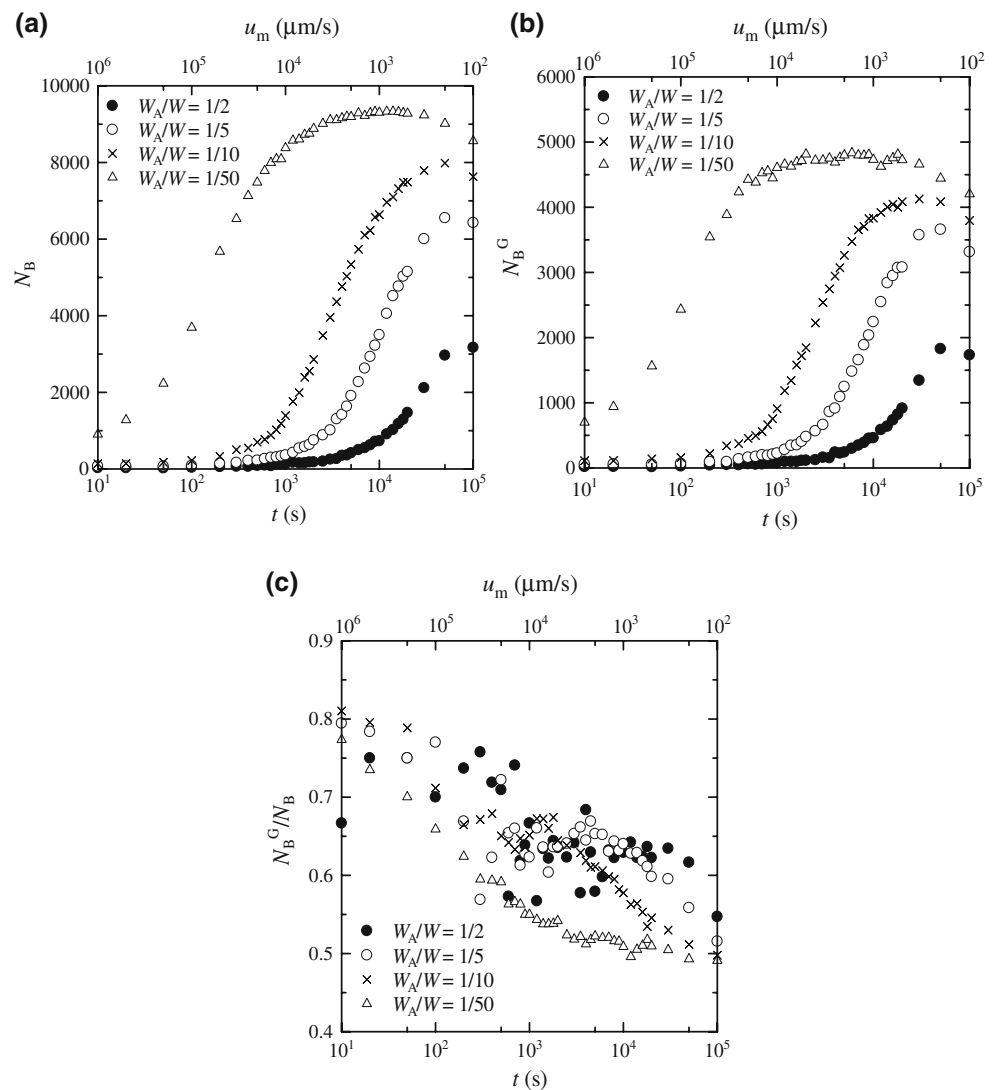 (a)
u_m (μm/s)
10^6 10^5 10^4 10^3 10^2
10000
8000
6000
4000
2000
0
N_B
● W_A/W = 1/2
○ W_A/W = 1/5
× W_A/W = 1/10
△ W_A/W = 1/50
10^1 10^2 10^3 10^4 10^5
t (s)
(b)
u_m (μm/s)
10^6 10^5 10^4 10^3 10^2
6000
5000
4000
3000
2000
1000
0
N_B^G
● W_A/W = 1/2
○ W_A/W = 1/5
× W_A/W = 1/10
△ W_A/W = 1/50
10^1 10^2 10^3 10^4 10^5
t (s)
(c)
u_m (μm/s)
10^6 10^5 10^4 10^3 10^2
0.9
0.8
0.7
0.6
0.5
0.4
N_B^G/N_B
● W_A/W = 1/2
○ W_A/W = 1/5
× W_A/W = 1/10
△ W_A/W = 1/50
10^1 10^2 10^3 10^4 10^5
t (s)